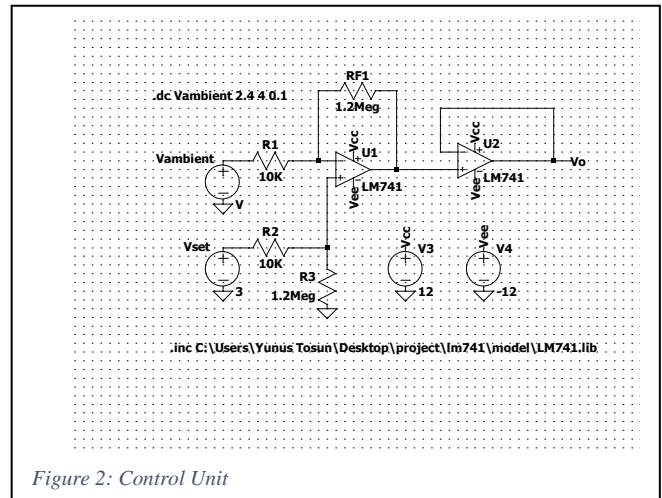 .dc Vambient 2.4 4 0.1
RF1
1.2Meg
R1
10K
Vambient
V
Vcc
U1
LM741
Vee
Vcc
U2
LM741
Vee
Vo
Vset
3
R2
10K
R3
1.2Meg
Vcc
V3
12
Vee
V4
-12
.inc C:\Users\Yunus Tosun\Desktop\project\lm741\model\LM741.lib
Figure 2: Control Unit